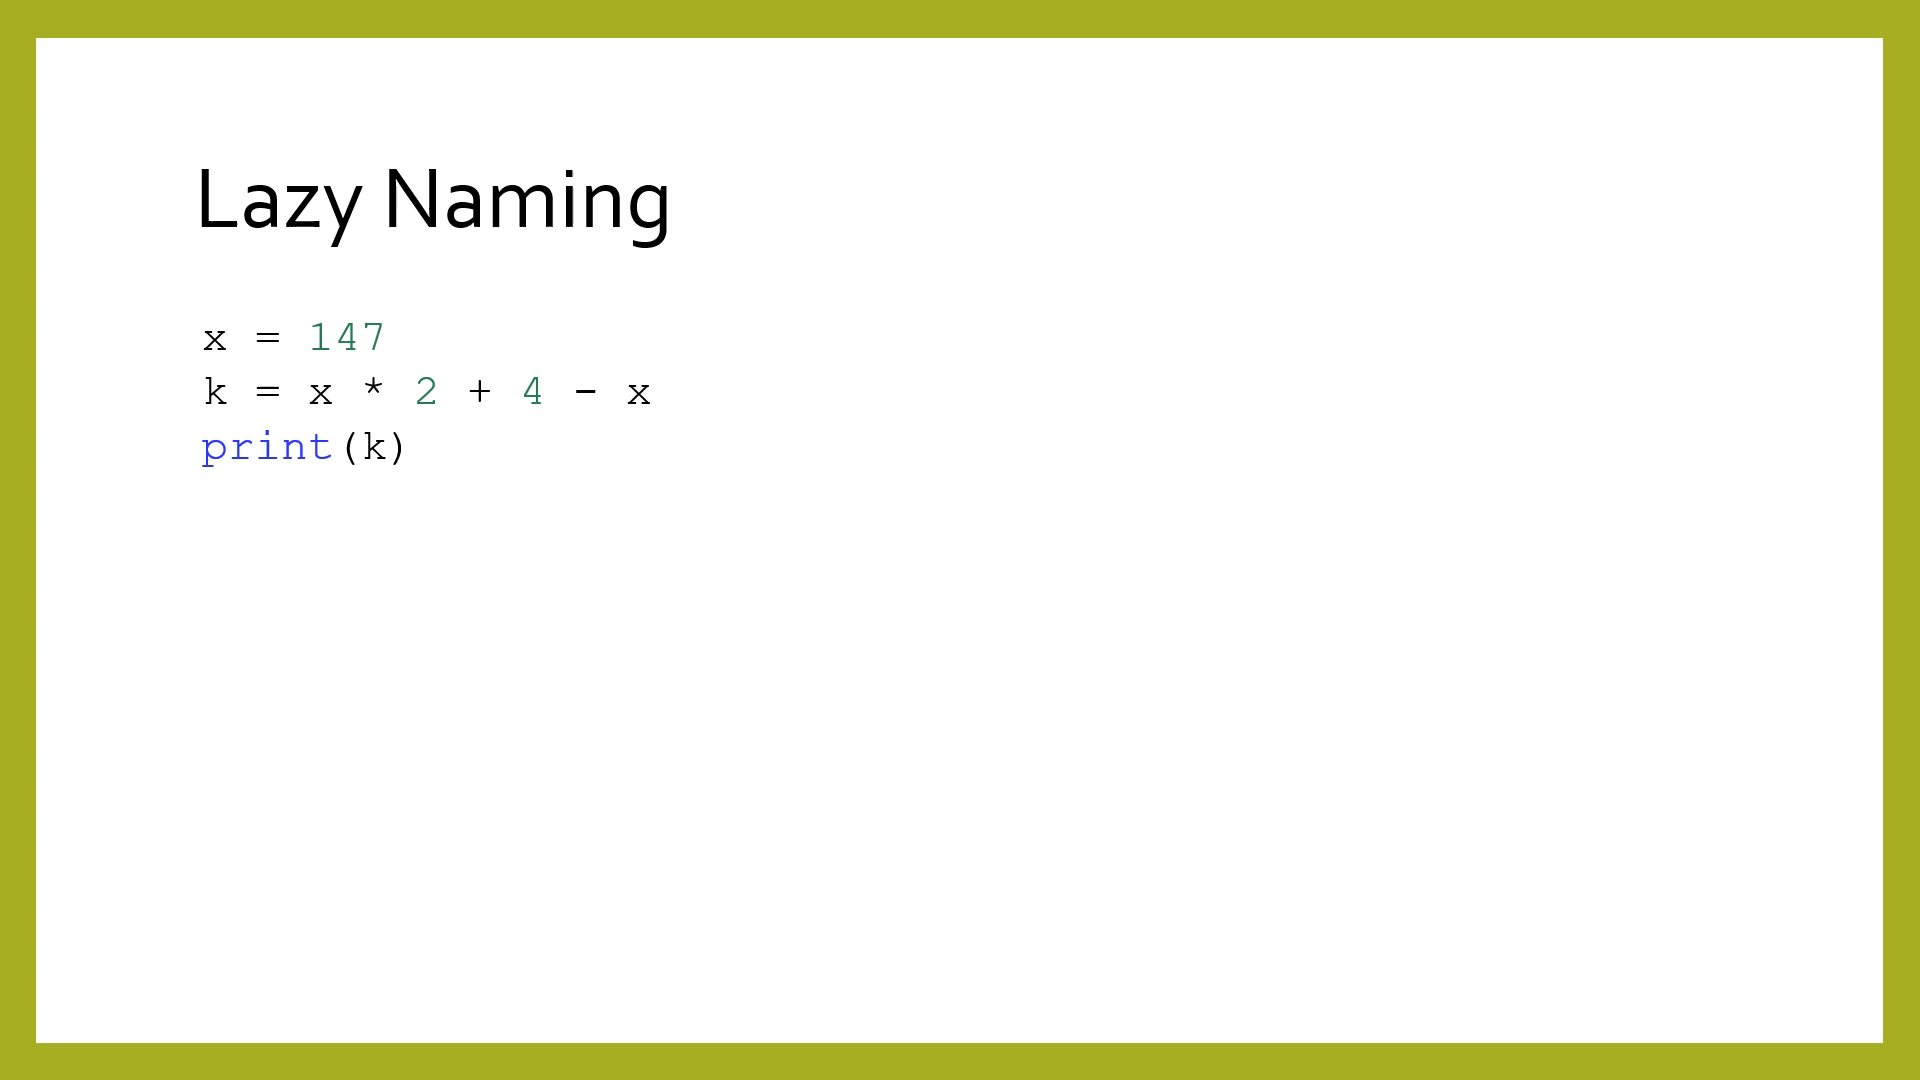 Lazy Naming
x = 147
k = x * 2 + 4 - x
print(k)